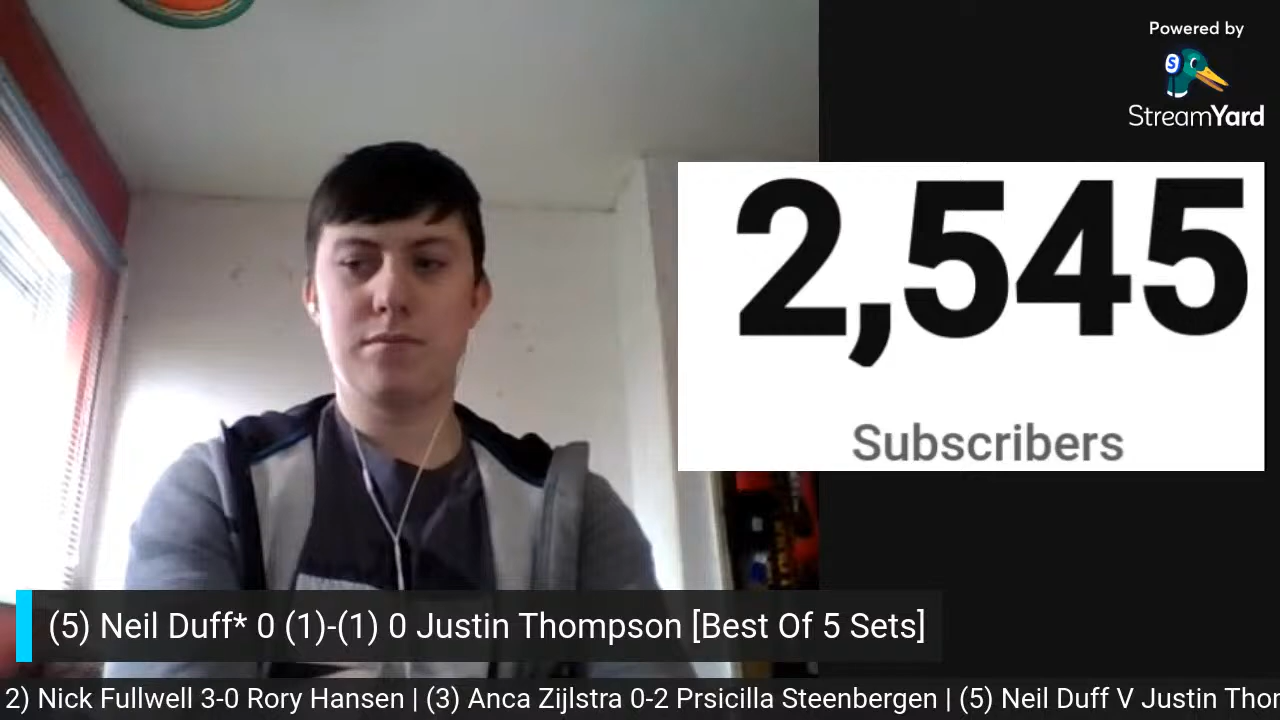 Powered by
StreamYard
2,545
Subscribers
(5) Neil Duff* 0 (1)-(1) 0 Justin Thompson [Best Of 5 Sets]
2) Nick Fullwell 3-0 Rory Hansen | (3) Anca Zijlstra 0-2 Prsicilla Steenbergen | (5) Neil Duff V Justin Thor